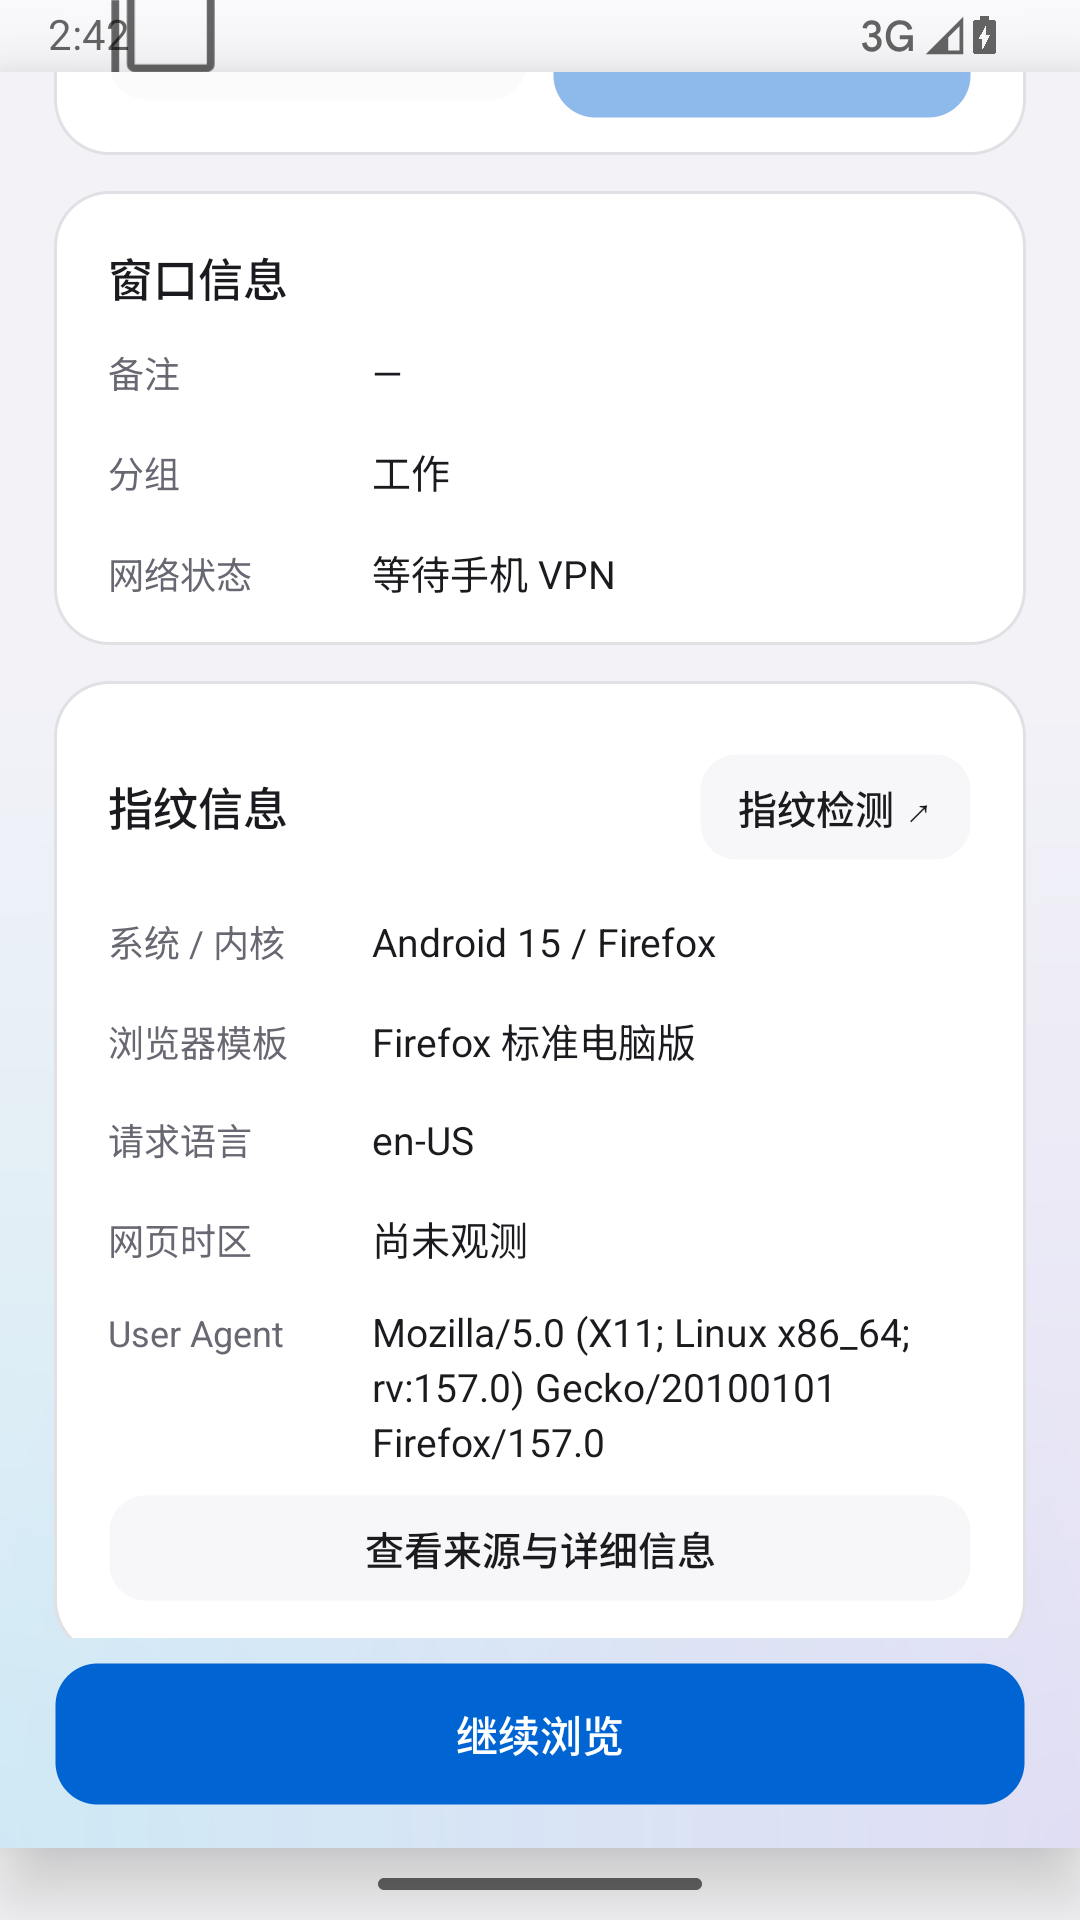 2:42
3G
窗口信息
备注 —
分组 工作
网络状态 等待手机 VPN
指纹信息
指纹检测 ↗
系统 / 内核 Android 15 / Firefox
浏览器模板 Firefox 标准电脑版
请求语言 en-US
网页时区 尚未观测
User Agent Mozilla/5.0 (X11; Linux x86_64;
rv:157.0) Gecko/20100101
Firefox/157.0
查看来源与详细信息
继续浏览